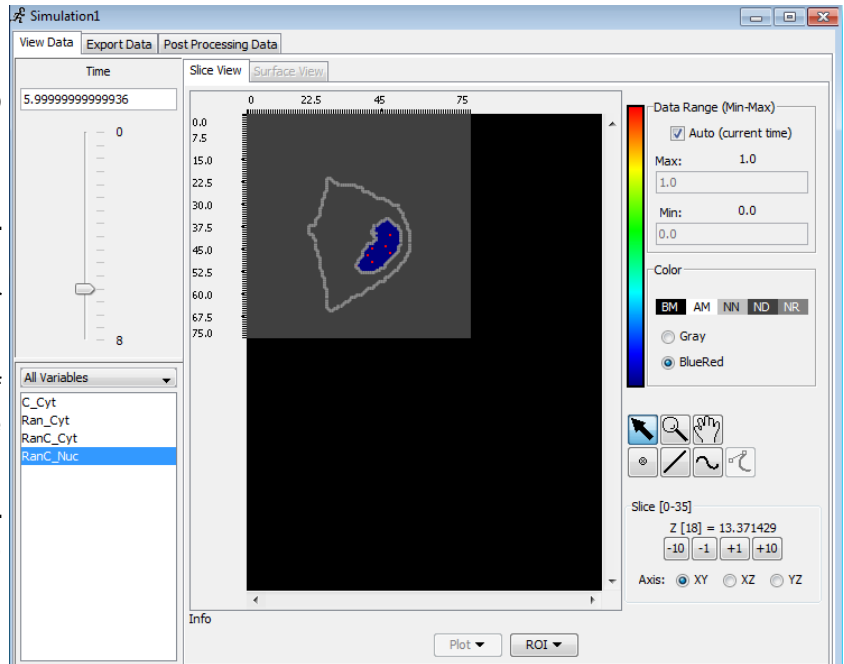 Simulation1
View Data Export Data Post Processing Data
Time
5.99999999999936
0
8
All Variables
C_Cyt
Ran_Cyt
RanC_Cyt
RanC_Nuc
Slice View Surface View
0 22.5 45 75
0.0
7.5
15.0
22.5
30.0
37.5
45.0
52.5
60.0
67.5
75.0
Info
Plot ROI
Data Range (Min-Max)
Auto (current time)
Max: 1.0
1.0
Min: 0.0
0.0
Color
BM AM NN ND NR
Gray
BlueRed
Slice [0-35]
Z [18] = 13.371429
-10 -1 +1 +10
Axis: XY XZ YZ